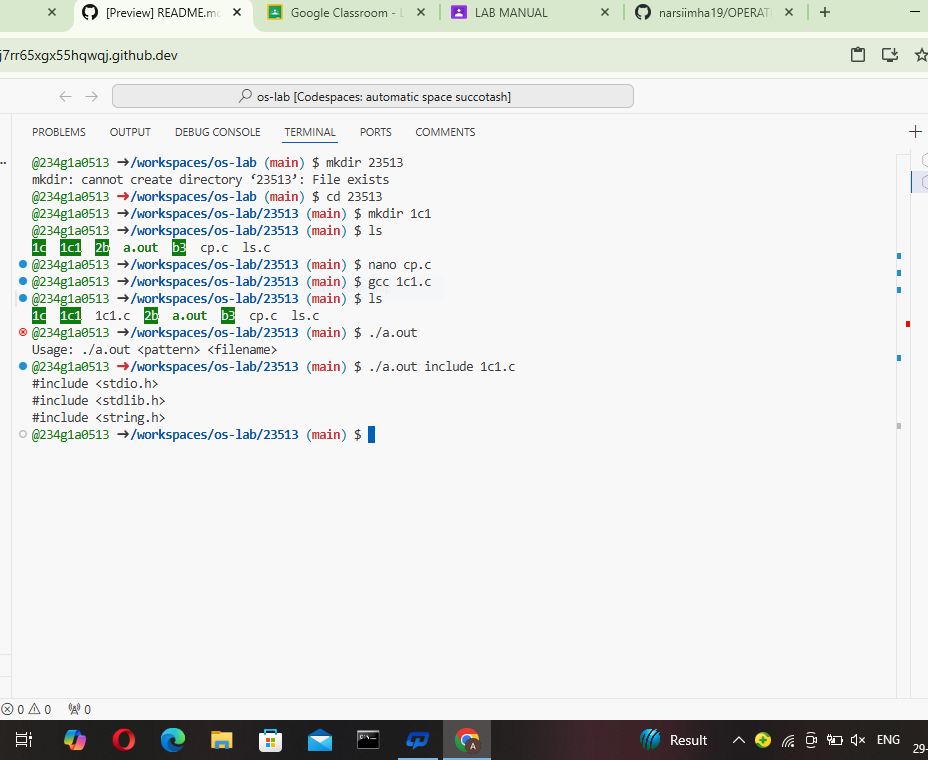 [Preview] README.mc
Google Classroom - L
LAB MANUAL
narsiimha19/OPERAT
j7rr65xgx55hqwqj.github.dev
os-lab [Codespaces: automatic space succotash]
PROBLEMS OUTPUT DEBUG CONSOLE TERMINAL PORTS COMMENTS
@234g1a0513 ➜/workspaces/os-lab (main) $ mkdir 23513
mkdir: cannot create directory ‘23513’: File exists
@234g1a0513 ➜/workspaces/os-lab (main) $ cd 23513
@234g1a0513 ➜/workspaces/os-lab/23513 (main) $ mkdir 1c1
@234g1a0513 ➜/workspaces/os-lab/23513 (main) $ ls
1c 1c1 2b a.out b3 cp.c ls.c
@234g1a0513 ➜/workspaces/os-lab/23513 (main) $ nano cp.c
@234g1a0513 ➜/workspaces/os-lab/23513 (main) $ gcc 1c1.c
@234g1a0513 ➜/workspaces/os-lab/23513 (main) $ ls
1c 1c1 1c1.c 2b a.out b3 cp.c ls.c
@234g1a0513 ➜/workspaces/os-lab/23513 (main) $ ./a.out
Usage: ./a.out <pattern> <filename>
@234g1a0513 ➜/workspaces/os-lab/23513 (main) $ ./a.out include 1c1.c
#include <stdio.h>
#include <stdlib.h>
#include <string.h>
@234g1a0513 ➜/workspaces/os-lab/23513 (main) $
0 0 0
Result
ENG
29-